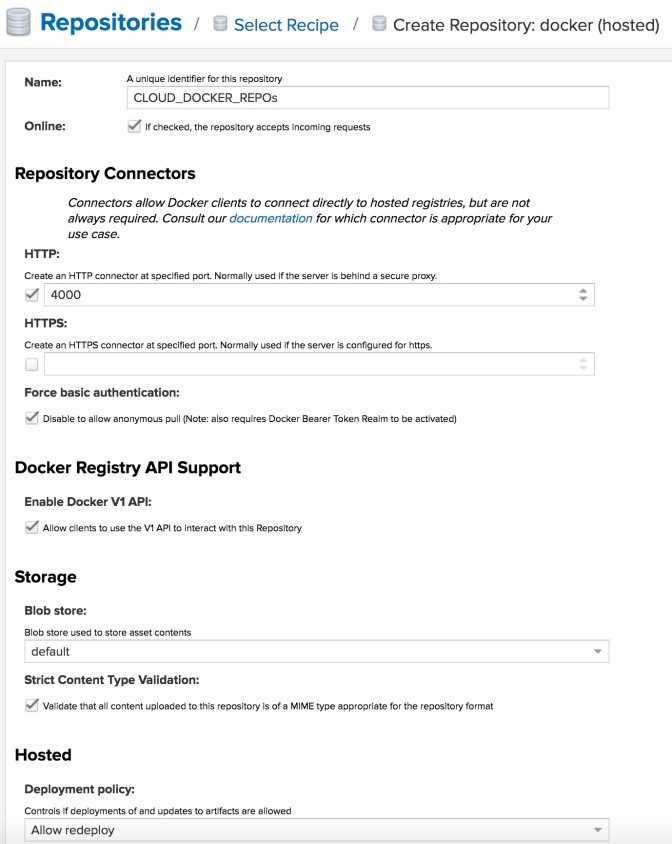 Repositories / Select Recipe / Create Repository: docker (hosted)
Name:
A unique identifier for this repository
CLOUD_DOCKER_REPOs
Online:
If checked, the repository accepts incoming requests
Repository Connectors
Connectors allow Docker clients to connect directly to hosted registries, but are not
always required. Consult our documentation for which connector is appropriate for your
use case.
HTTP:
Create an HTTP connector at specified port. Normally used if the server is behind a secure proxy.
4000
HTTPS:
Create an HTTPS connector at specified port. Normally used if the server is configured for https.
Force basic authentication:
Disable to allow anonymous pull (Note: also requires Docker Bearer Token Realm to be activated)
Docker Registry API Support
Enable Docker V1 API:
Allow clients to use the V1 API to interact with this Repository
Storage
Blob store:
Blob store used to store asset contents
default
Strict Content Type Validation:
Validate that all content uploaded to this repository is of a MIME type appropriate for the repository format
Hosted
Deployment policy:
Controls if deployments of and updates to artifacts are allowed
Allow redeploy